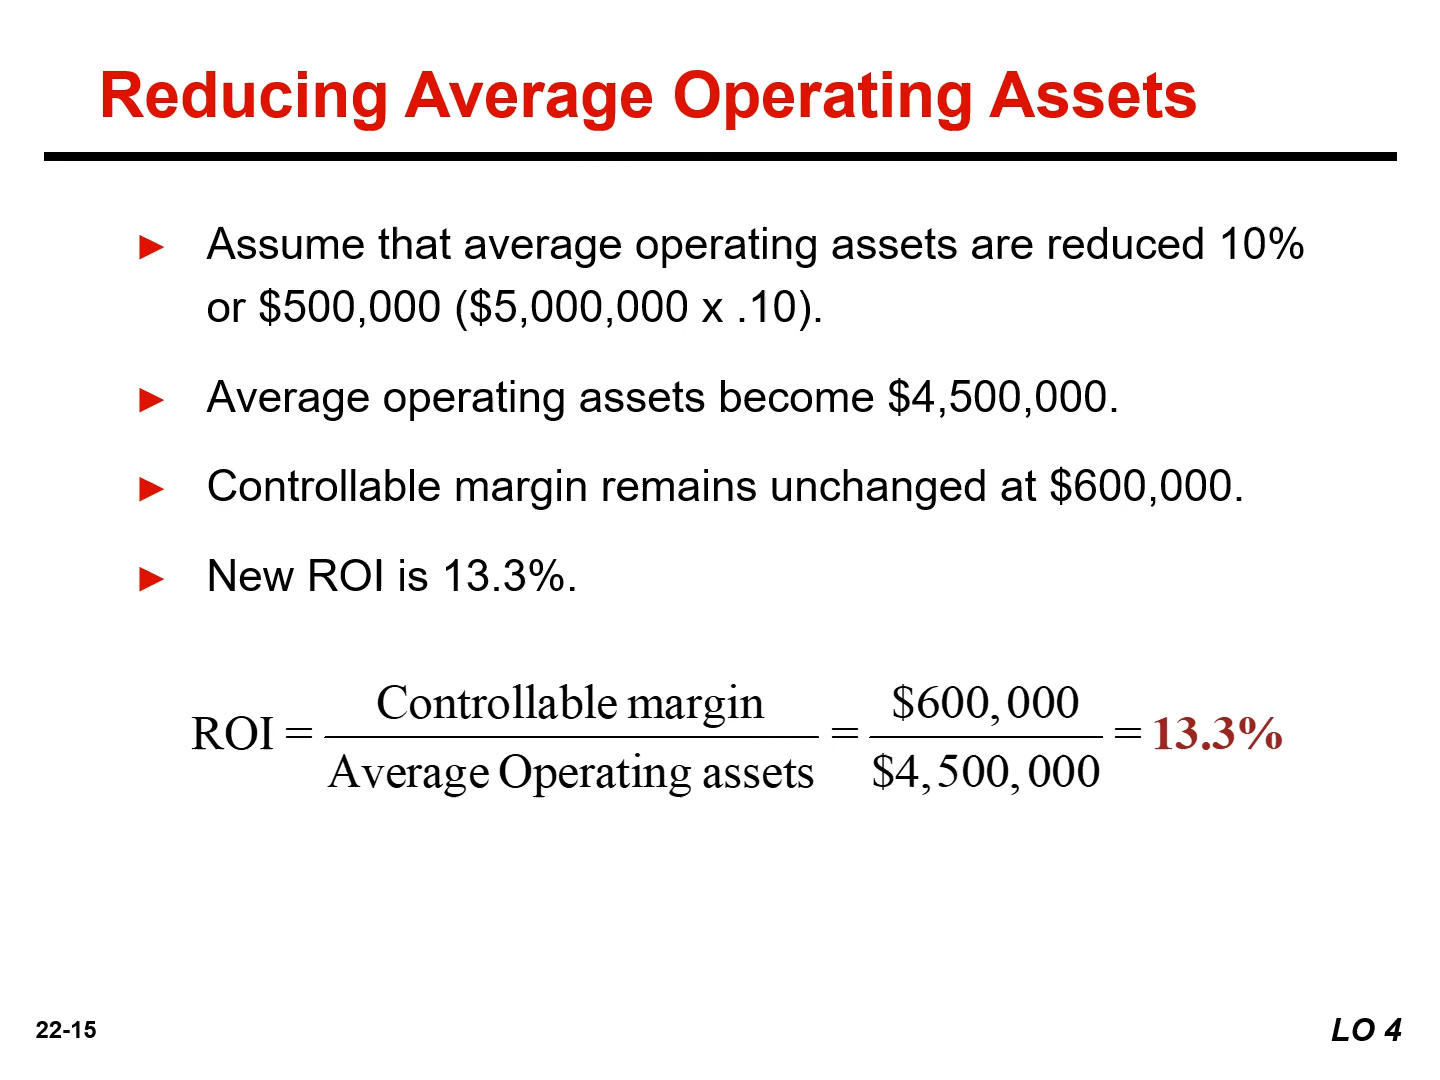 Reducing Average Operating Assets
► Assume that average operating assets are reduced 10%
or $500,000 ($5,000,000 x .10).
► Average operating assets become $4,500,000.
► Controllable margin remains unchanged at $600,000.
► New ROI is 13.3%.
ROI = Controllable margin / Average Operating assets = $600,000 / $4,500,000 = 13.3%
22-15
LO 4